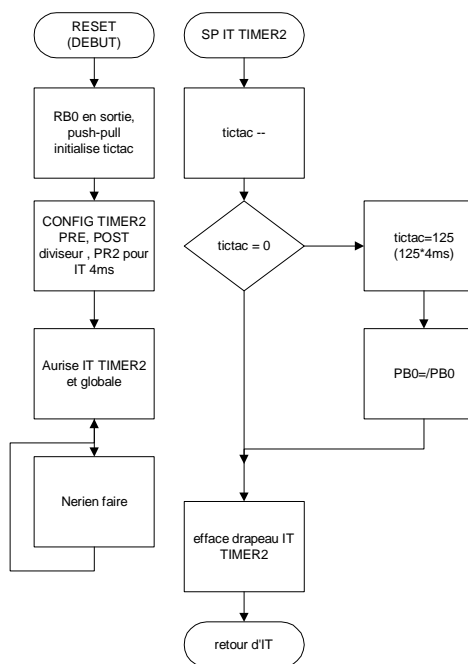 RESET
(DEBUT)
RB0 en sortie,
push-pull
initialise tictac
CONFIG TIMER2
PRE, POST
diviseur , PR2 pour
IT 4ms
Aurise IT TIMER2
et globale
Nerien faire
SP IT TIMER2
tictac --
tictac = 0
tictac=125
(125*4ms)
PB0=/PB0
efface drapeau IT
TIMER2
retour d'IT